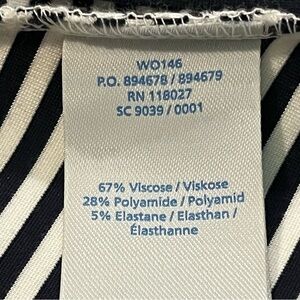 WO146
P.O. 894678 / 894679
RN 118027
SC 9039 / 0001
67% Viscose / Viskose
28% Polyamide / Polyamid
5% Elastane / Elasthan /
Élasthanne